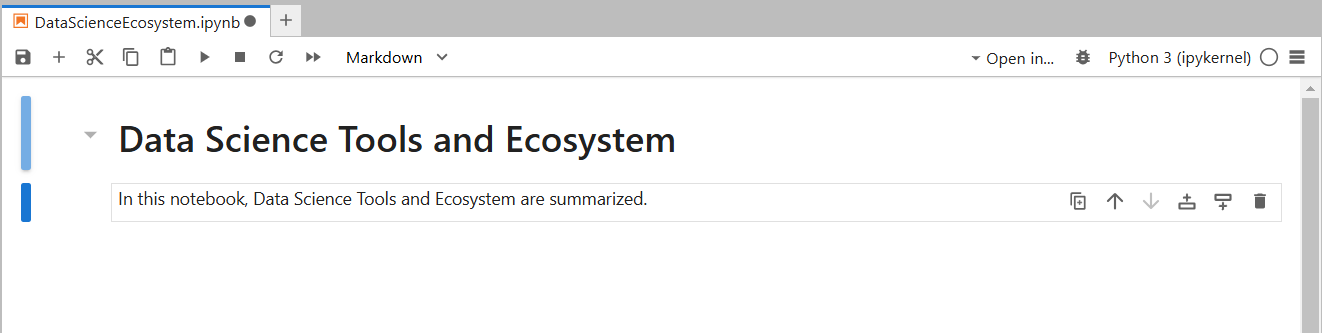 DataScienceEcosystem.ipynb
Markdown
Open in...
Python 3 (ipykernel)
Data Science Tools and Ecosystem
In this notebook, Data Science Tools and Ecosystem are summarized.